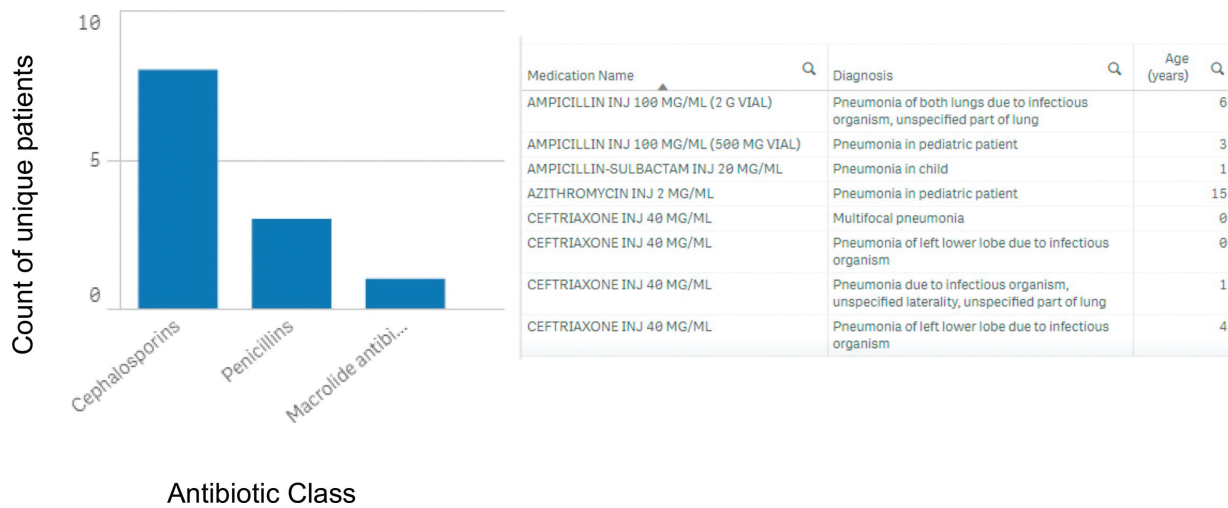 Count of unique patients
10
5
0
Cephalosporins
Penicillins
Macrolide antibi...
Antibiotic Class
Medication Name
Diagnosis
Age
(years)
AMPICILLIN INJ 100 MG/ML (2 G VIAL)
Pneumonia of both lungs due to infectious
organism, unspecified part of lung
6
AMPICILLIN INJ 100 MG/ML (500 MG VIAL)
Pneumonia in pediatric patient
3
AMPICILLIN-SULBACTAM INJ 20 MG/ML
Pneumonia in child
1
AZITHROMYCIN INJ 2 MG/ML
Pneumonia in pediatric patient
15
CEFTRIAXONE INJ 40 MG/ML
Multifocal pneumonia
0
CEFTRIAXONE INJ 40 MG/ML
Pneumonia of left lower lobe due to infectious
organism
0
CEFTRIAXONE INJ 40 MG/ML
Pneumonia due to infectious organism,
unspecified laterality, unspecified part of lung
1
CEFTRIAXONE INJ 40 MG/ML
Pneumonia of left lower lobe due to infectious
organism
4